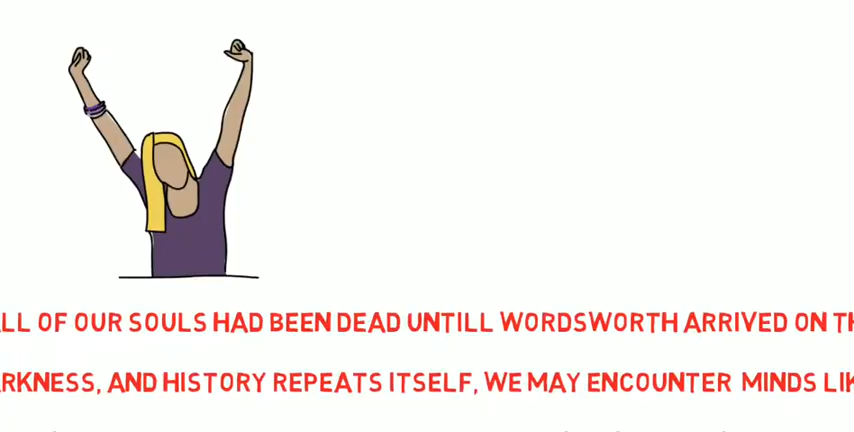 LL OF OUR SOULS HAD BEEN DEAD UNTILL WORDSWORTH ARRIVED ON TH
RKNESS, AND HISTORY REPEATS ITSELF, WE MAY ENCOUNTER MINDS LIK